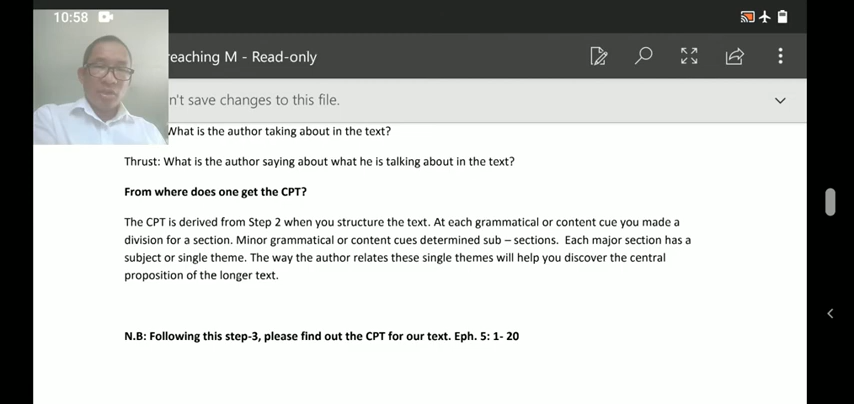 10:58
reaching M - Read-only
n't save changes to this file.
What is the author taking about in the text?
Thrust: What is the author saying about what he is talking about in the text?
From where does one get the CPT?
The CPT is derived from Step 2 when you structure the text. At each grammatical or content cue you made a
division for a section. Minor grammatical or content cues determined sub – sections. Each major section has a
subject or single theme. The way the author relates these single themes will help you discover the central
proposition of the longer text.
N.B: Following this step-3, please find out the CPT for our text. Eph. 5: 1- 20